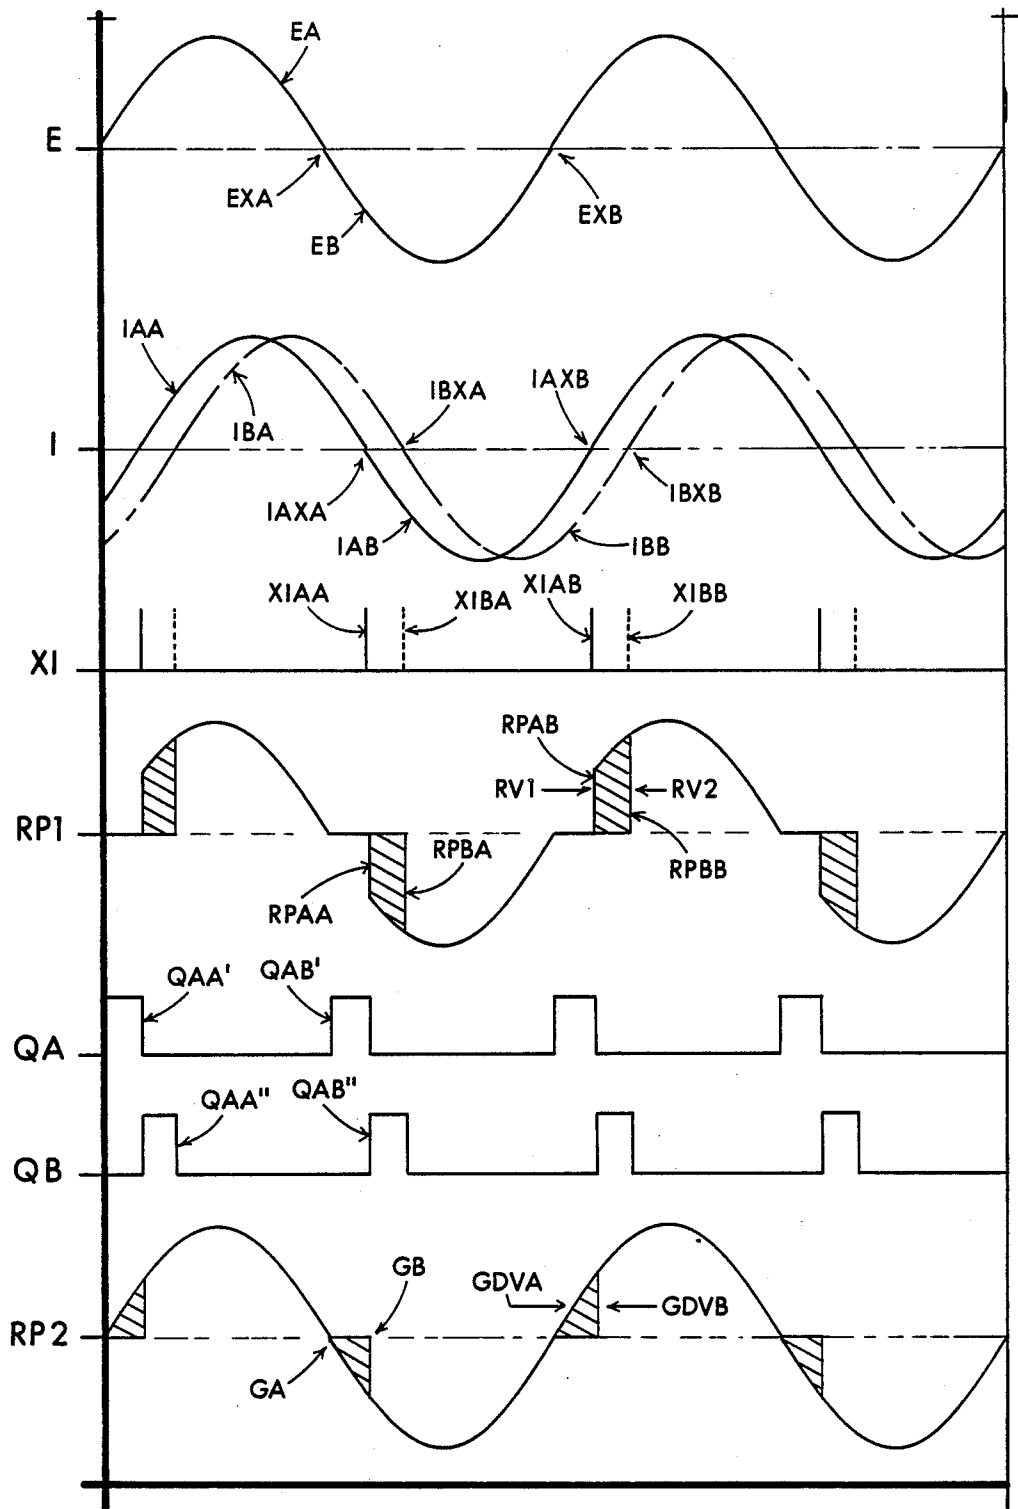 EA
E
EXA
EXB
EB
IAA
IBXA
IAXB
IBA
I
IAXA
IBXB
IAB
IBB
XIAA
XIBA
XIAB
XIBB
XI
RPAB
RV1
RV2
RP1
RPBA
RPBB
RPAA
QAA'
QAB'
QA
QAA"
QAB"
QB
GB
GDVA
GDVB
RP2
GA